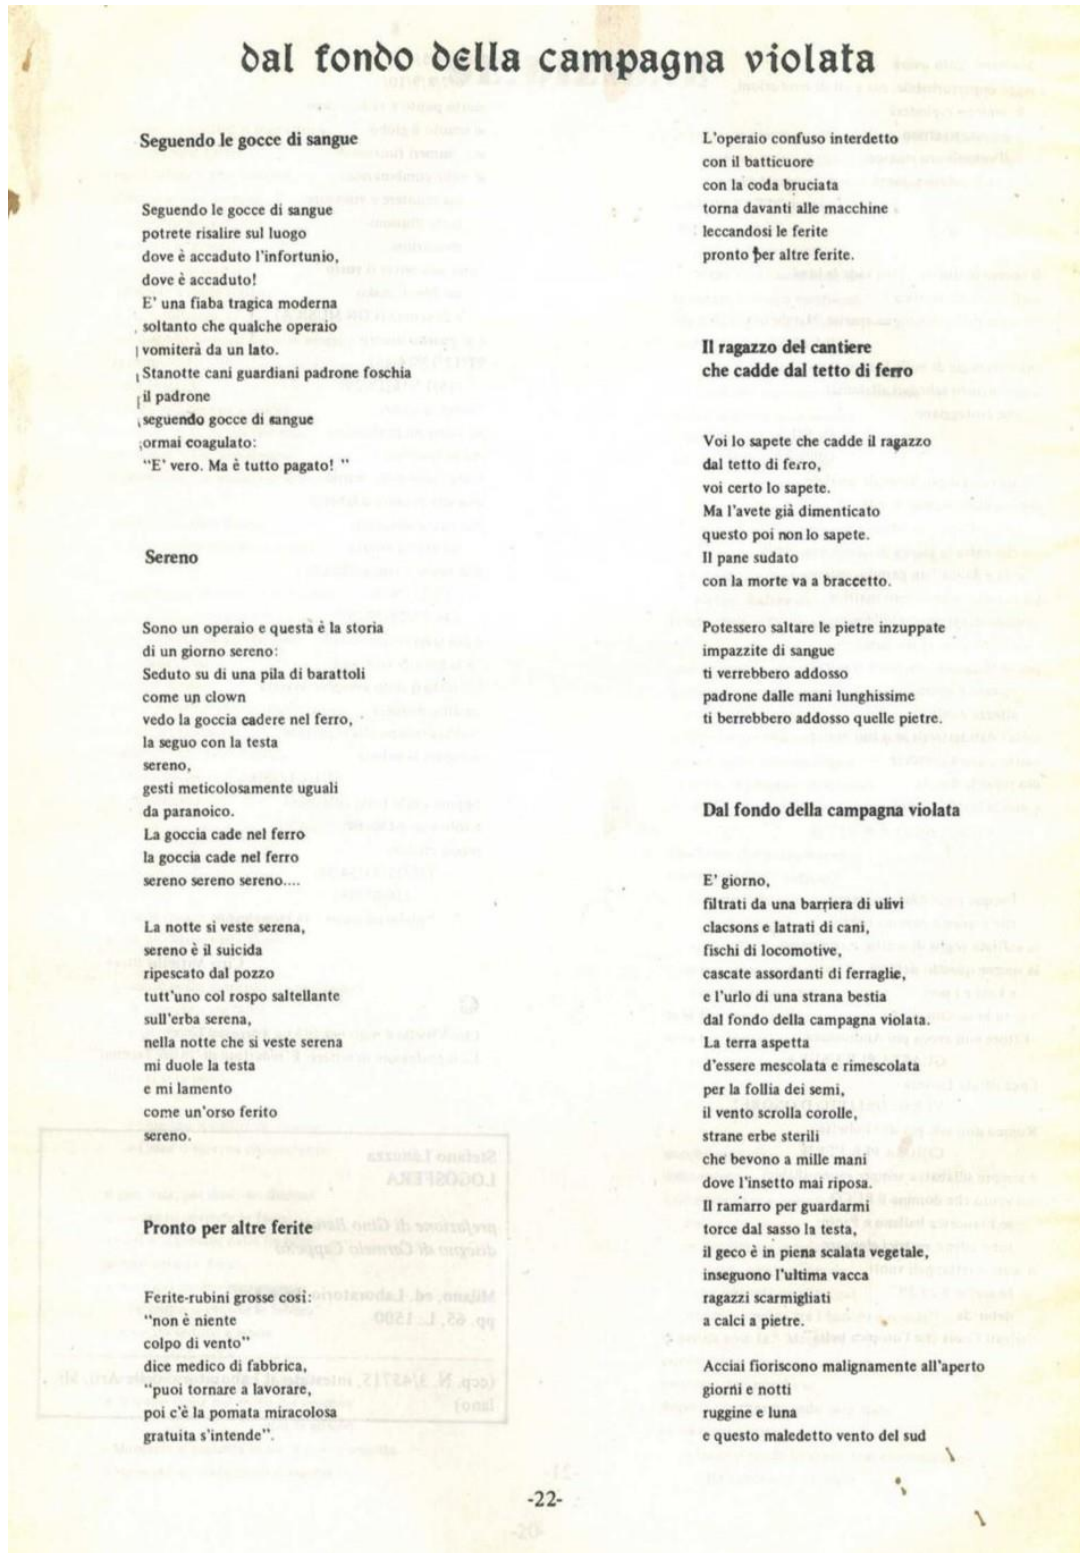 dal fondo della campagna violata
Seguendo le gocce di sangue
Seguendo le gocce di sangue
potrete risalire sul luogo
dove è accaduto l'infortunio,
dove è accaduto!
E' una fiaba tragica moderna
soltanto che qualche operaio
vomiterà da un lato.
Stanotte cani guardiani padrone foschia
il padrone
seguendo gocce di sangue
ormai coagulato:
"E' vero. Ma è tutto pagato! "
Sereno
Sono un operaio e questa è la storia
di un giorno sereno:
Seduto su di una pila di barattoli
come un clown
vedo la goccia cadere nel ferro,
la seguo con la testa
sereno,
gesti meticolosamente uguali
da paranoico.
La goccia cade nel ferro
la goccia cade nel ferro
sereno sereno sereno....
La notte si veste serena,
sereno è il suicida
ripescato dal pozzo
tutt'uno col rospo saltellante
sull'erba serena,
nella notte che si veste serena
mi duole la testa
e mi lamento
come un'orso ferito
sereno.
Pronto per altre ferite
Ferite-rubini grosse così:
"non è niente
colpo di vento"
dice medico di fabbrica,
"puoi tornare a lavorare,
poi c'è la pomata miracolosa
gratuita s'intende".
L'operaio confuso interdetto
con il batticuore
con la coda bruciata
torna davanti alle macchine
leccandosi le ferite
pronto per altre ferite.
Il ragazzo del cantiere
che cadde dal tetto di ferro
Voi lo sapete che cadde il ragazzo
dal tetto di ferro,
voi certo lo sapete.
Ma l'avete già dimenticato
questo poi non lo sapete.
Il pane sudato
con la morte va a braccetto.
Potessero saltare le pietre inzuppate
impazzite di sangue
ti verrebbero addosso
padrone dalle mani lunghissime
ti berrebbero addosso quelle pietre.
Dal fondo della campagna violata
E' giorno,
filtrati da una barriera di ulivi
clacsons e latrati di cani,
fischi di locomotive,
cascate assordanti di ferraglie,
e l'urlo di una strana bestia
dal fondo della campagna violata.
La terra aspetta
d'essere mescolata e rimescolata
per la follia dei semi,
il vento scrolla corolle,
strane erbe sterili
che bevono a mille mani
dove l'insetto mai riposa.
Il ramarro per guardarmi
torce dal sasso la testa,
il geco è in piena scalata vegetale,
inseguono l'ultima vacca
ragazzi scarmigliati
a calci a pietre.
Acciai fioriscono malignamente all'aperto
giorni e notti
ruggine e luna
e questo maledetto vento del sud
-22-